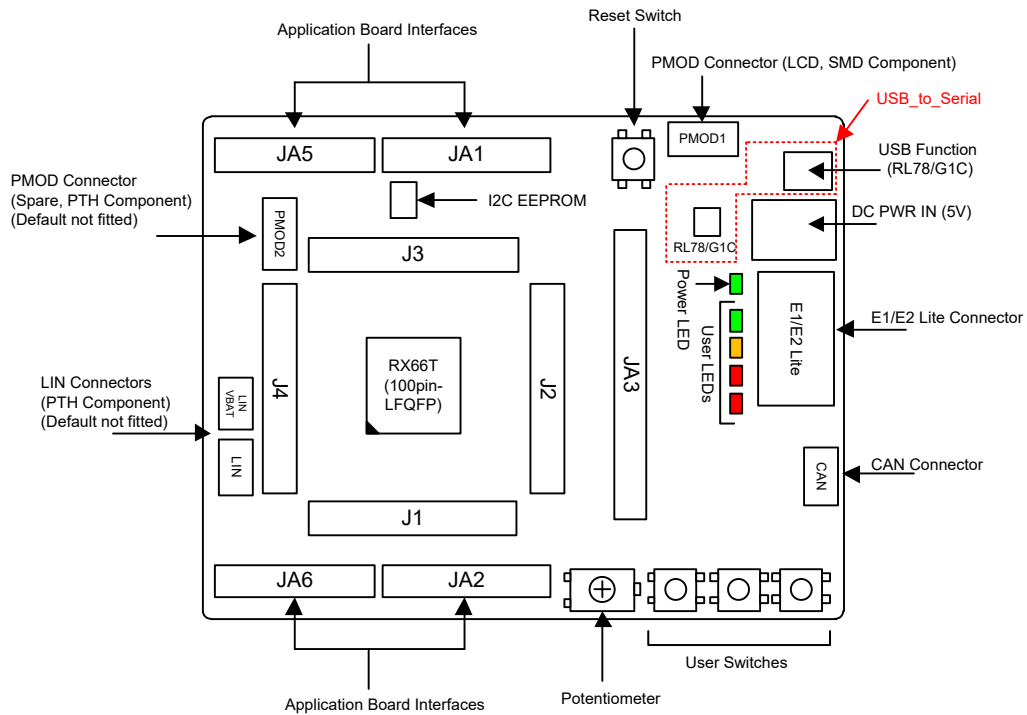 Reset Switch
Application Board Interfaces
PMOD Connector (LCD, SMD Component)
USB_to_Serial
PMOD1
JA5
JA1
USB Function
(RL78/G1C)
PMOD Connector
(Spare, PTH Component)
(Default not fitted)
I2C EEPROM
PMOD2
DC PWR IN (5V)
J3
RL78/G1C
Power LED
E1/E2 Lite
E1/E2 Lite Connector
User LEDs
RX66T
(100pin-
LFQFP)
J4
J2
JA3
LIN Connectors
(PTH Component)
(Default not fitted)
LIN
VBAT
LIN
CAN
CAN Connector
J1
JA6
JA2
User Switches
Potentiometer
Application Board Interfaces